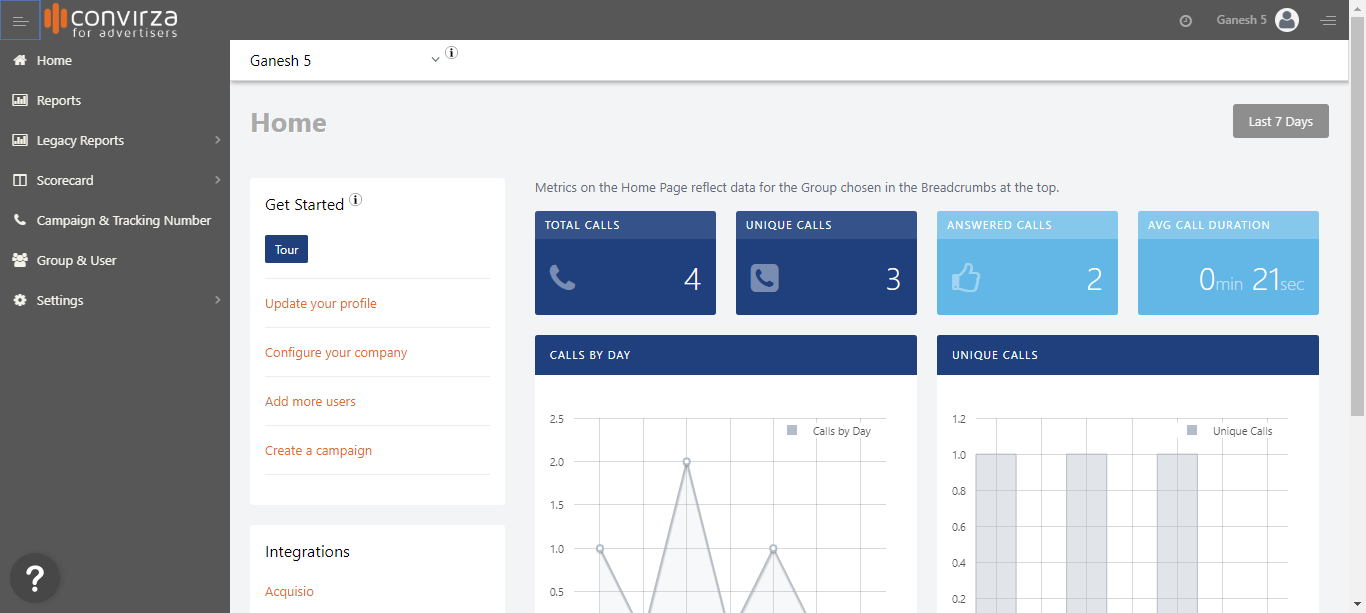 convirza
for advertisers
Ganesh 5
Home
Reports
Legacy Reports
Scorecard
Campaign & Tracking Number
Group & User
Settings
?
Ganesh 5
i
Home
Last 7 Days
Get Started
i
Tour
Update your profile
Configure your company
Add more users
Create a campaign
Integrations
Acquisio
Metrics on the Home Page reflect data for the Group chosen in the Breadcrumbs at the top.
TOTAL CALLS
4
UNIQUE CALLS
3
ANSWERED CALLS
2
AVG CALL DURATION
0min 21sec
CALLS BY DAY
Calls by Day
2.5
2.0
1.5
1.0
0.5
UNIQUE CALLS
Unique Calls
1.2
1.0
0.8
0.6
0.4
0.2